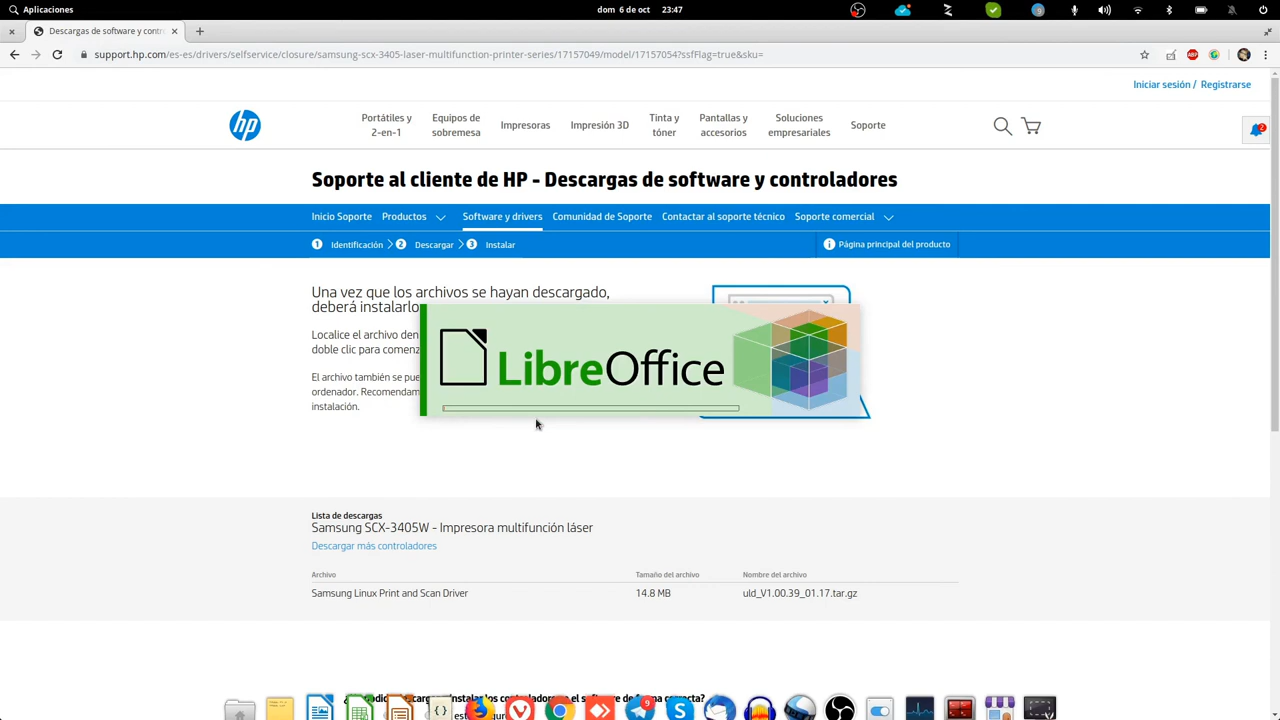 Aplicaciones
dom 6 de oct 23:47
9
Descargas de software y contr
support.hp.com/es-es/drivers/selfservice/closure/samsung-scx-3405-laser-multifunction-printer-series/17157049/model/17157054?ssfFlag=true&sku=
ABP
Iniciar sesión / Registrarse
hp
Portátiles y
2-en-1
Equipos de
sobremesa
Impresoras
Impresión 3D
Tinta y
tóner
Pantallas y
accesorios
Soluciones
empresariales
Soporte
2
Soporte al cliente de HP - Descargas de software y controladores
Inicio Soporte Productos Software y drivers Comunidad de Soporte Contactar al soporte técnico Soporte comercial
1 Identificación 2 Descargar 3 Instalar
Página principal del producto
Una vez que los archivos se hayan descargado,
deberá instalarlo
Localice el archivo den
doble clic para comenz
El archivo también se pue
ordenador. Recomendam
instalación.
LibreOffice
Lista de descargas
Samsung SCX-3405W - Impresora multifunción láser
Descargar más controladores
Archivo Tamaño del archivo Nombre del archivo
Samsung Linux Print and Scan Driver 14.8 MB uld_V1.00.39_01.17.tar.gz
9